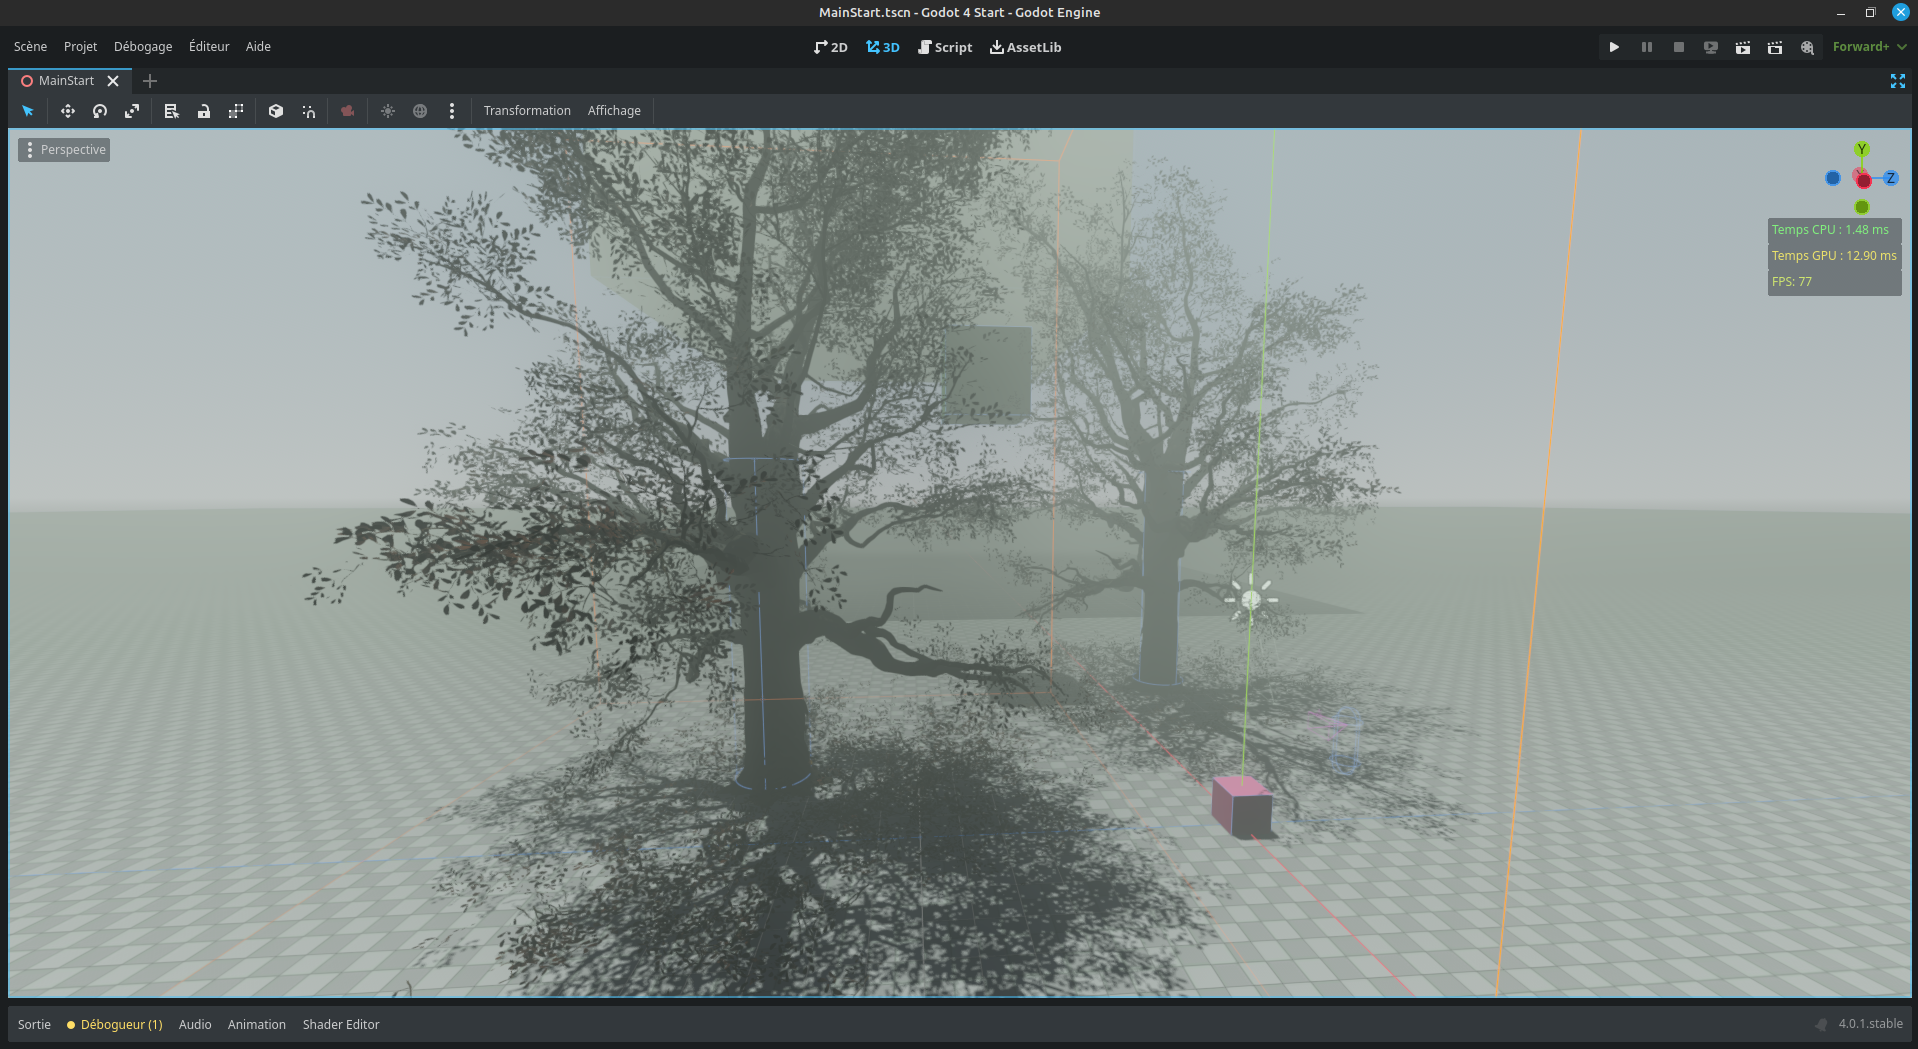 MainStart.tscn - Godot 4 Start - Godot Engine
Scène Projet Débogage Éditeur Aide 2D 3D Script AssetLib Forward+
MainStart
Transformation Affichage
Perspective
Y
Z
Temps CPU : 1.48 ms
Temps GPU : 12.90 ms
FPS: 77
Sortie Débogueur (1) Audio Animation Shader Editor 4.0.1.stable